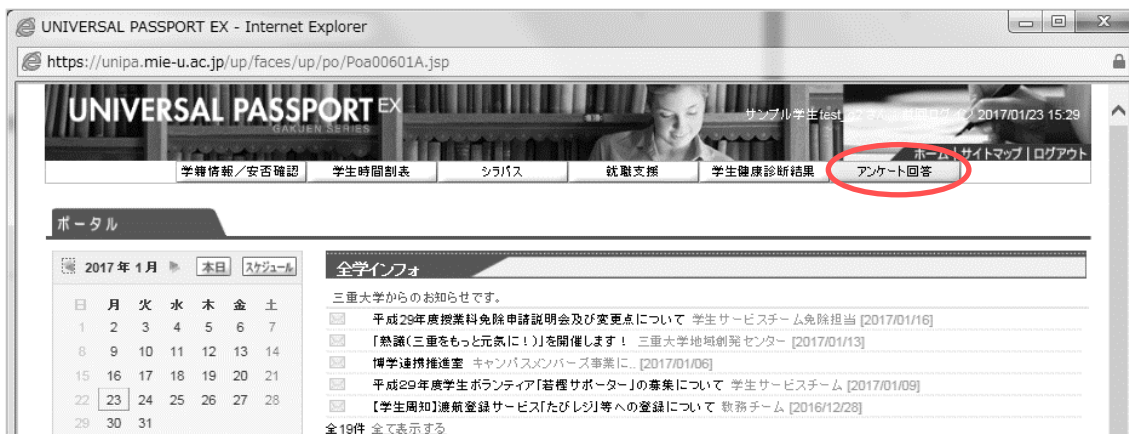 UNIVERSAL PASSPORT EX - Internet Explorer
https://unipa.mie-u.ac.jp/up/faces/up/po/Poa00601A.jsp
UNIVERSAL PASSPORT EX
GAKUEN SERIES
サンプル学生test 2017/01/23 15:29
ホーム | サイトマップ | ログアウト
学籍情報／安否確認 学生時間割表 シラバス 就職支援 学生健康診断結果 アンケート回答
ポータル
2017 年 1 月 本日 スケジュール
日 月 火 水 木 金 土
1 2 3 4 5 6 7
8 9 10 11 12 13 14
15 16 17 18 19 20 21
22 23 24 25 26 27 28
29 30 31
全学インフォ
三重大学からのお知らせです。
平成29年度授業料免除申請説明会及び変更点について 学生サービスチーム免除担当 [2017/01/16]
「熱議(三重をもっと元気に！)」を開催します！ 三重大学地域創発センター [2017/01/13]
博学連携推進室 キャンパスメンバーズ事業に.. [2017/01/06]
平成29年度学生ボランティア「若樫サポーター」の募集について 学生サービスチーム [2017/01/09]
【学生周知】渡航登録サービス「たびレジ」等への登録について 教務チーム [2016/12/28]
全19件 全て表示する